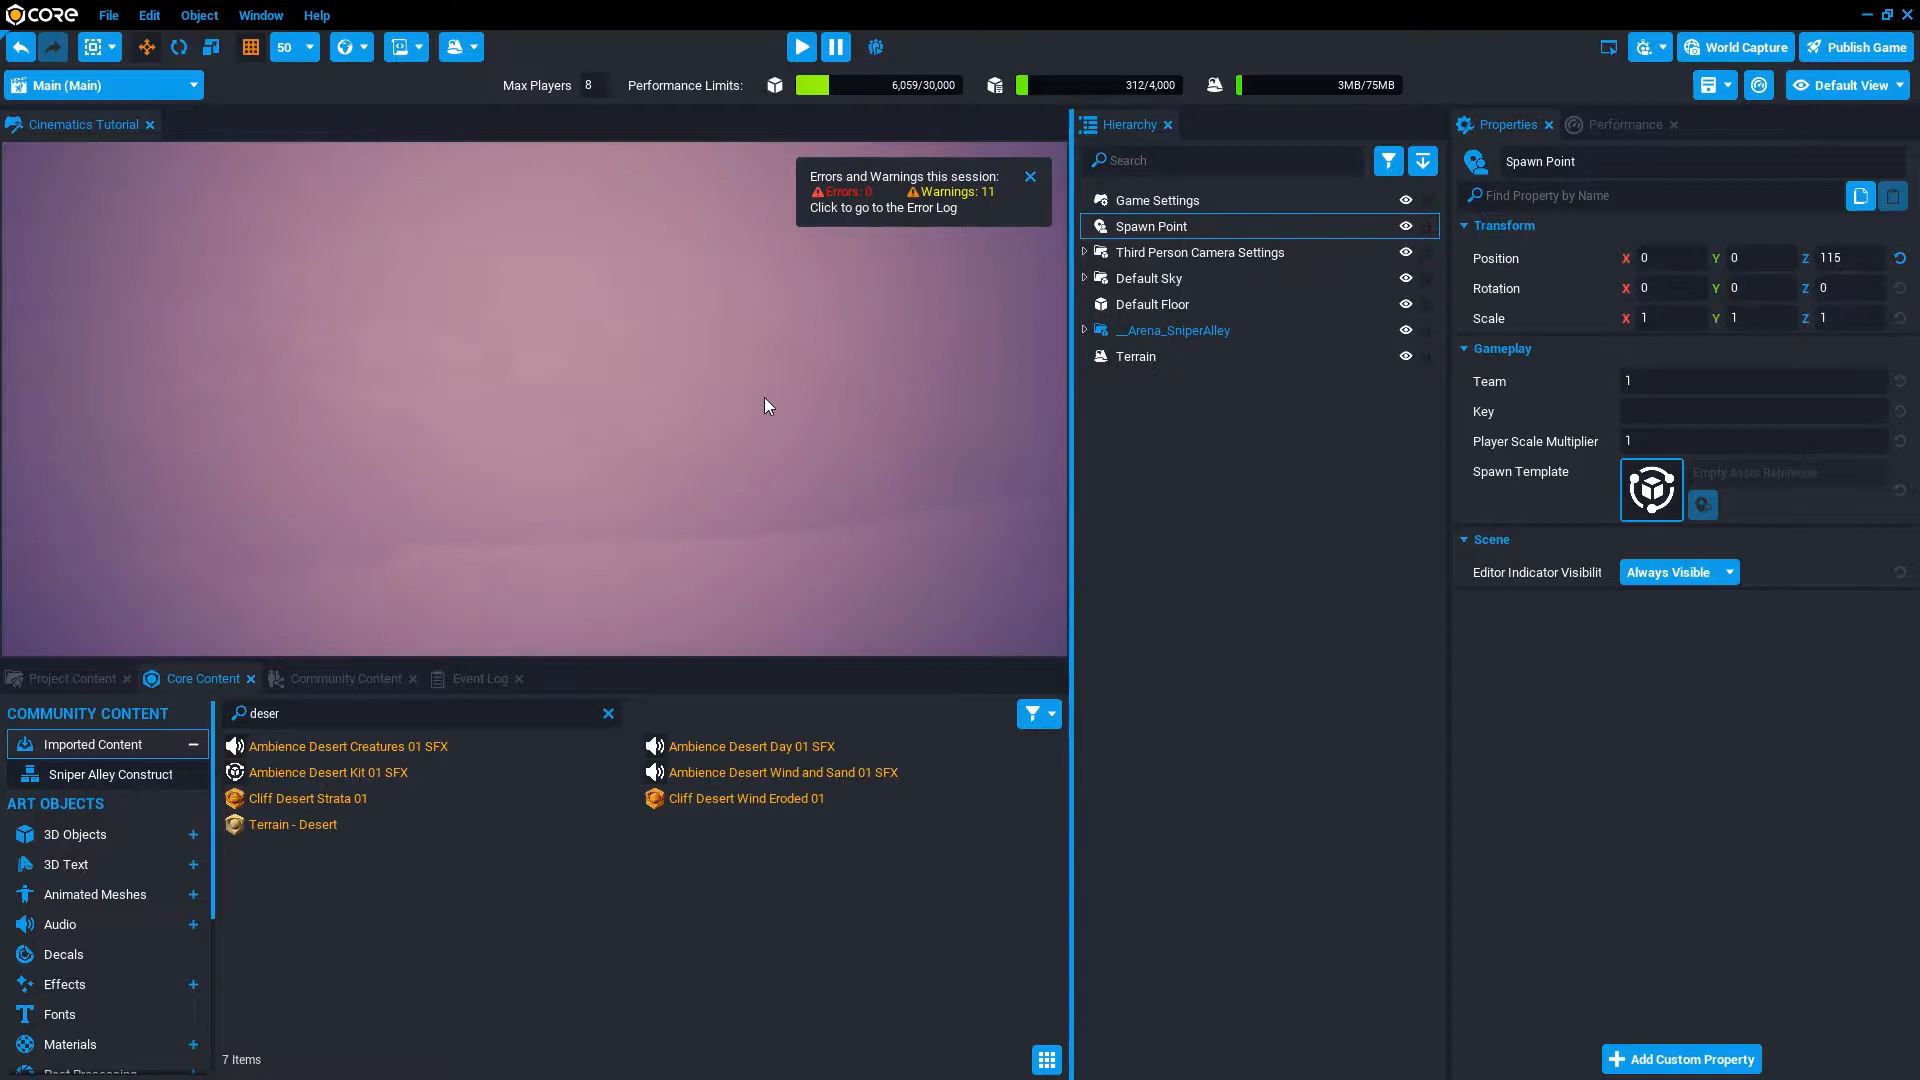 CORE File Edit Object Window Help
50 World Capture Publish Game
Main (Main) Max Players 8 Performance Limits: 6,059/30,000 312/4,000 3MB/75MB Default View
Cinematics Tutorial
Errors and Warnings this session:
Errors: 0 Warnings: 11
Click to go to the Error Log
Hierarchy
Search
Game Settings
Spawn Point
Third Person Camera Settings
Default Sky
Default Floor
__Arena_SniperAlley
Terrain
Properties Performance
Spawn Point
Find Property by Name
Transform
Position X 0 Y 0 Z 115
Rotation X 0 Y 0 Z 0
Scale X 1 Y 1 Z 1
Gameplay
Team 1
Key
Player Scale Multiplier 1
Spawn Template Empty Asset Reference
Scene
Editor Indicator Visibilit Always Visible
Add Custom Property
Project Content Core Content Community Content Event Log
COMMUNITY CONTENT
Imported Content
Sniper Alley Construct
ART OBJECTS
3D Objects
3D Text
Animated Meshes
Audio
Decals
Effects
Fonts
Materials
Post Processing
deser
Ambience Desert Creatures 01 SFX Ambience Desert Day 01 SFX
Ambience Desert Kit 01 SFX Ambience Desert Wind and Sand 01 SFX
Cliff Desert Strata 01 Cliff Desert Wind Eroded 01
Terrain - Desert
7 Items